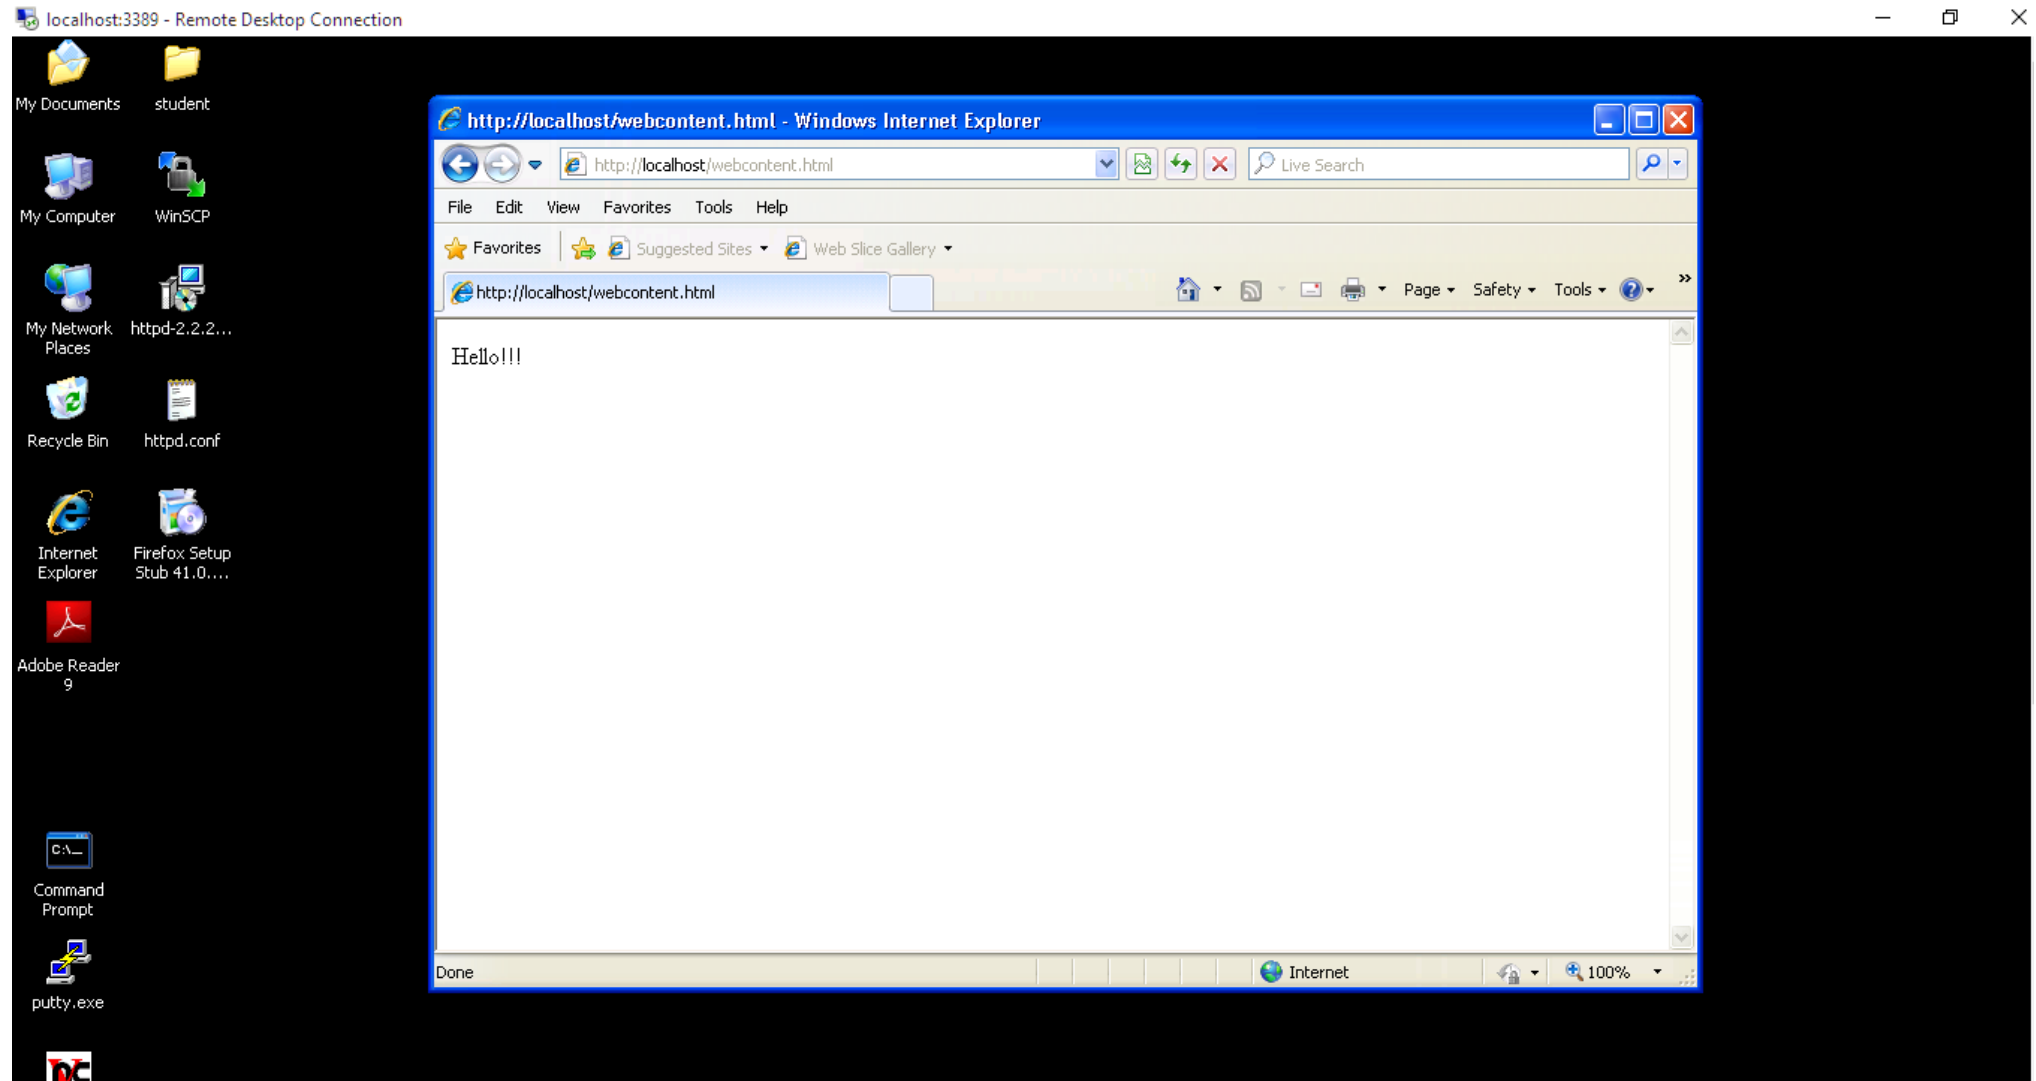 localhost:3389 - Remote Desktop Connection
My Documents
student
My Computer
WinSCP
My Network
Places
httpd-2.2.2...
Recycle Bin
httpd.conf
Internet
Explorer
Firefox Setup
Stub 41.0....
Adobe Reader
9
C:\_
Command
Prompt
putty.exe
http://localhost/webcontent.html - Windows Internet Explorer
http://localhost/webcontent.html
Live Search
File Edit View Favorites Tools Help
Favorites Suggested Sites Web Slice Gallery
http://localhost/webcontent.html
Page Safety Tools
Hello!!!
Done
Internet
100%